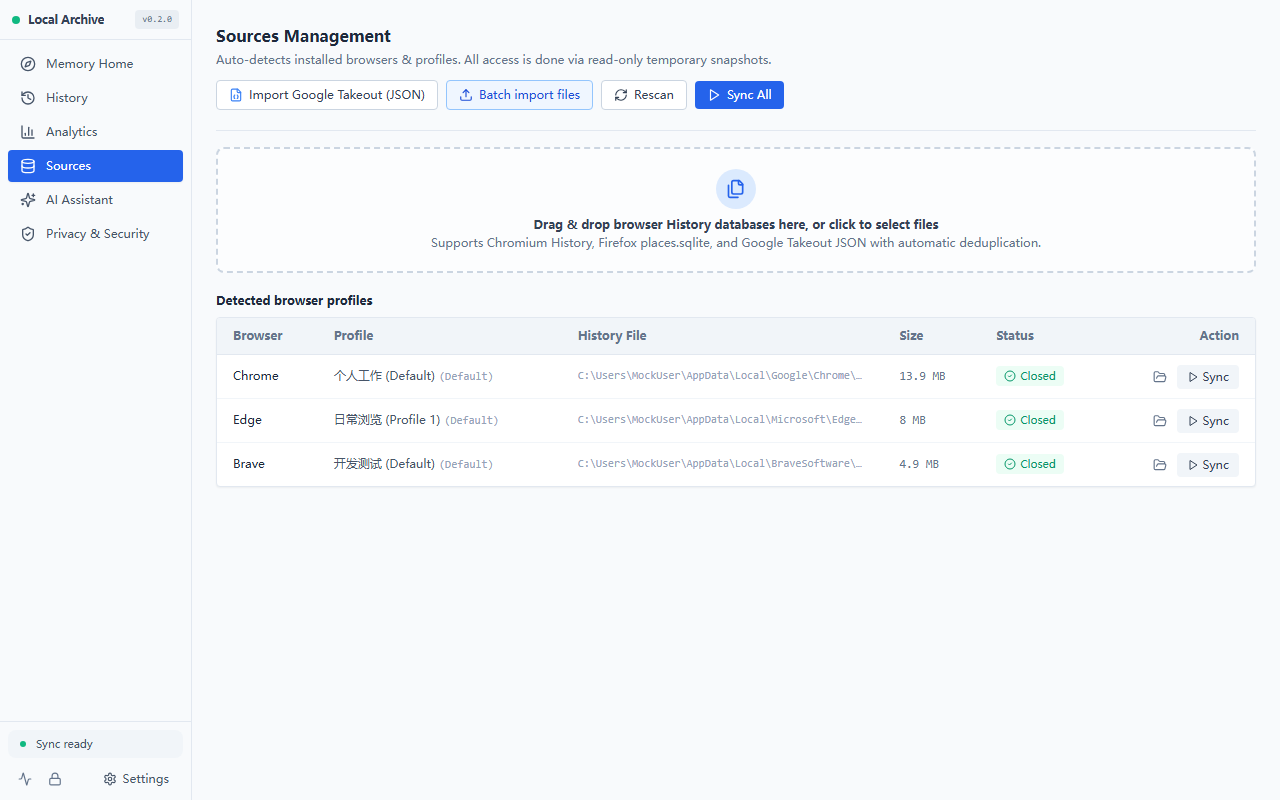 Local Archive
v0.2.0
Memory Home
History
Analytics
Sources
AI Assistant
Privacy & Security
Sync ready
Settings
Sources Management
Auto-detects installed browsers & profiles. All access is done via read-only temporary snapshots.
Import Google Takeout (JSON)
Batch import files
Rescan
Sync All
Drag & drop browser History databases here, or click to select files
Supports Chromium History, Firefox places.sqlite, and Google Takeout JSON with automatic deduplication.
Detected browser profiles
Browser Profile History File Size Status Action
Chrome 个人工作 (Default) (Default) C:\Users\MockUser\AppData\Local\Google\Chrome\… 13.9 MB Closed Sync
Edge 日常浏览 (Profile 1) (Default) C:\Users\MockUser\AppData\Local\Microsoft\Edge… 8 MB Closed Sync
Brave 开发测试 (Default) (Default) C:\Users\MockUser\AppData\Local\BraveSoftware\… 4.9 MB Closed Sync